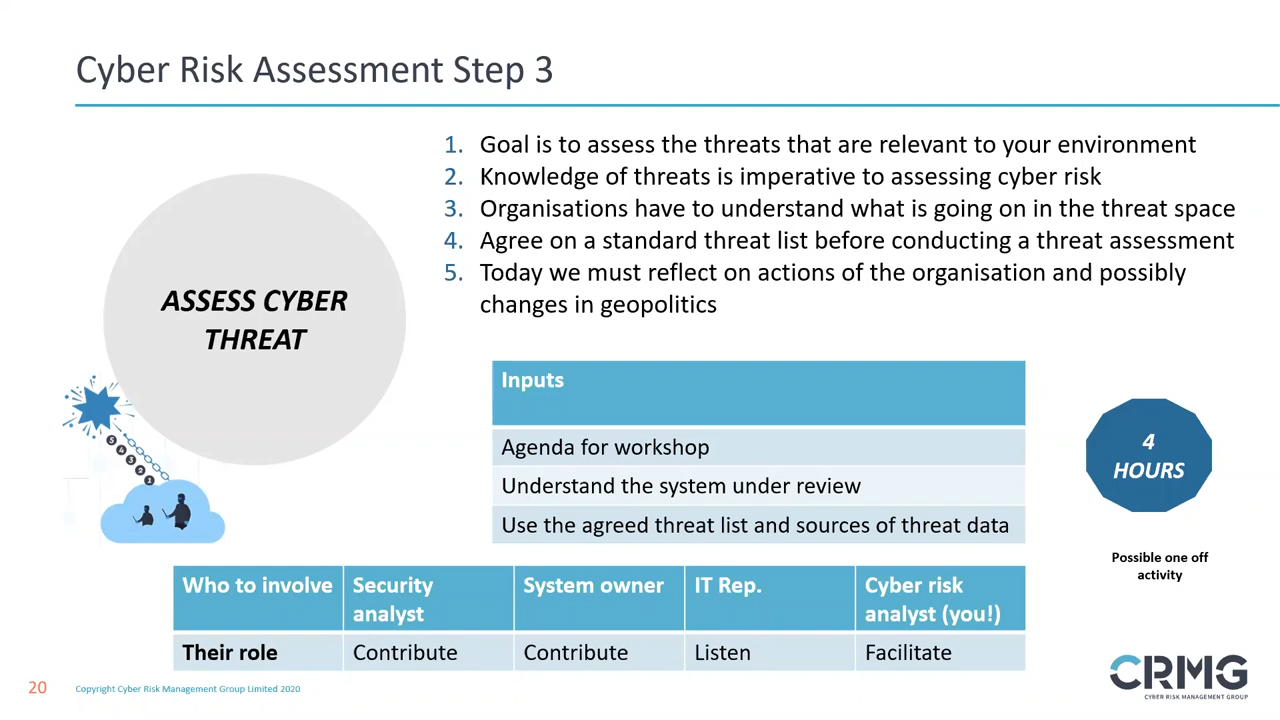 Cyber Risk Assessment Step 3
1. Goal is to assess the threats that are relevant to your environment
2. Knowledge of threats is imperative to assessing cyber risk
3. Organisations have to understand what is going on in the threat space
4. Agree on a standard threat list before conducting a threat assessment
5. Today we must reflect on actions of the organisation and possibly
changes in geopolitics
ASSESS CYBER
THREAT
5
4
3
2
1
Inputs
Agenda for workshop
Understand the system under review
Use the agreed threat list and sources of threat data
4
HOURS
Possible one off
activity
Who to involve Security analyst System owner IT Rep. Cyber risk analyst (you!)
Their role Contribute Contribute Listen Facilitate
20 Copyright Cyber Risk Management Group Limited 2020
CRMG
CYBER RISK MANAGEMENT GROUP